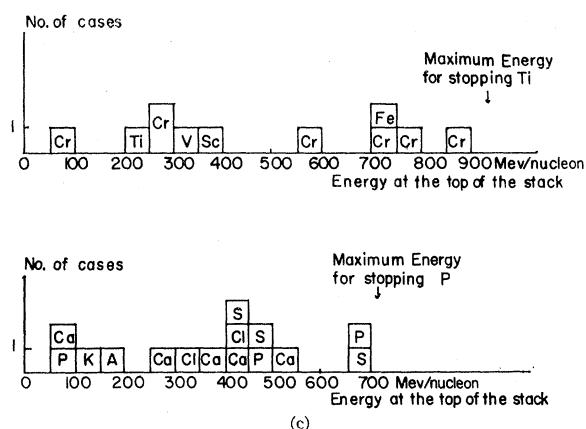 No. of cases
Maximum Energy
for stopping Ti
Cr
Fe
1
Cr
Ti
V
Sc
Cr
Cr
Cr
Cr
0 100 200 300 400 500 600 700 800 900 Mev/nucleon
Energy at the top of the stack
No. of cases
Maximum Energy
for stopping P
S
Ca
Cl
S
P
1
P
K
A
Ca
Cl
Ca
Ca
P
Ca
S
0 100 200 300 400 500 600 700 Mev/nucleon
Energy at the top of the stack
(c)